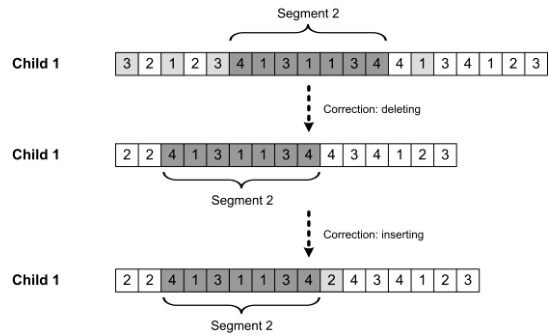 Segment 2
Child 1 3 2 1 2 3 4 1 3 1 1 3 4 4 1 3 4 1 2 3
Correction: deleting
Child 1 2 2 4 1 3 1 1 3 4 4 3 4 1 2 3
Segment 2
Correction: inserting
Child 1 2 2 4 1 3 1 1 3 4 2 4 3 4 1 2 3
Segment 2